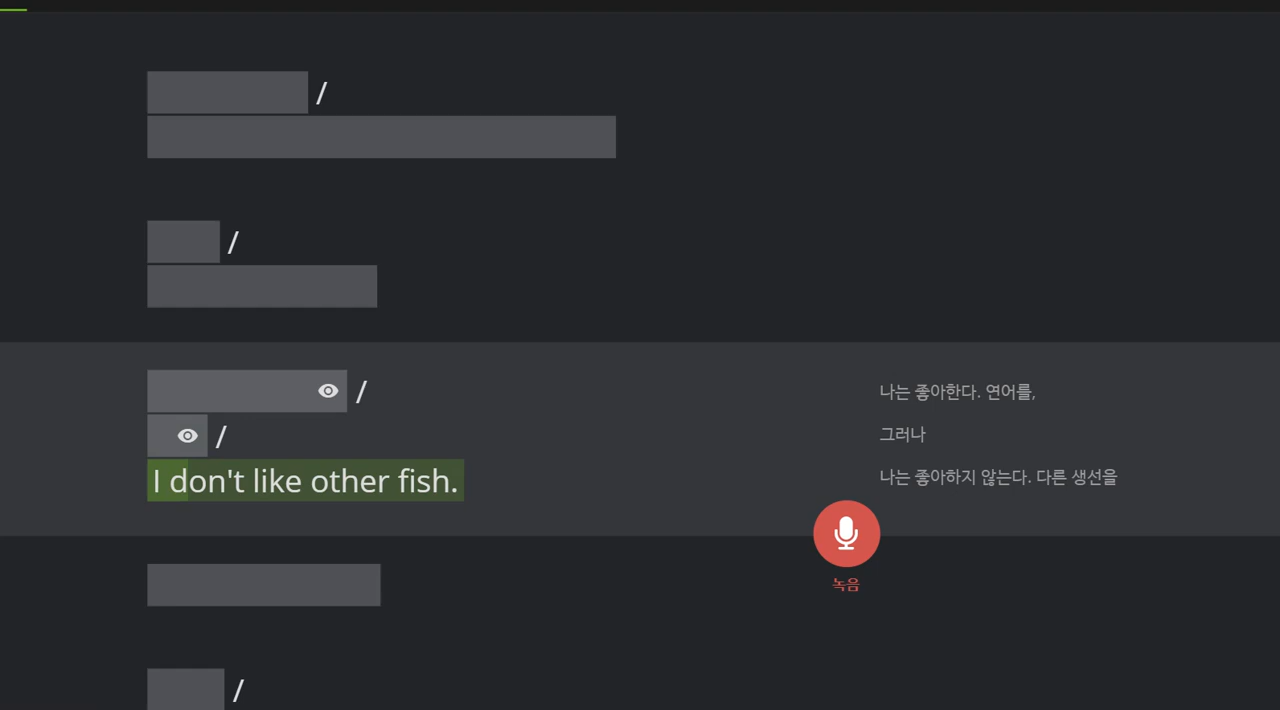 /
/
/
나는 좋아한다. 연어를,
/
그러나
I don't like other fish.
나는 좋아하지 않는다. 다른 생선을
녹음
/